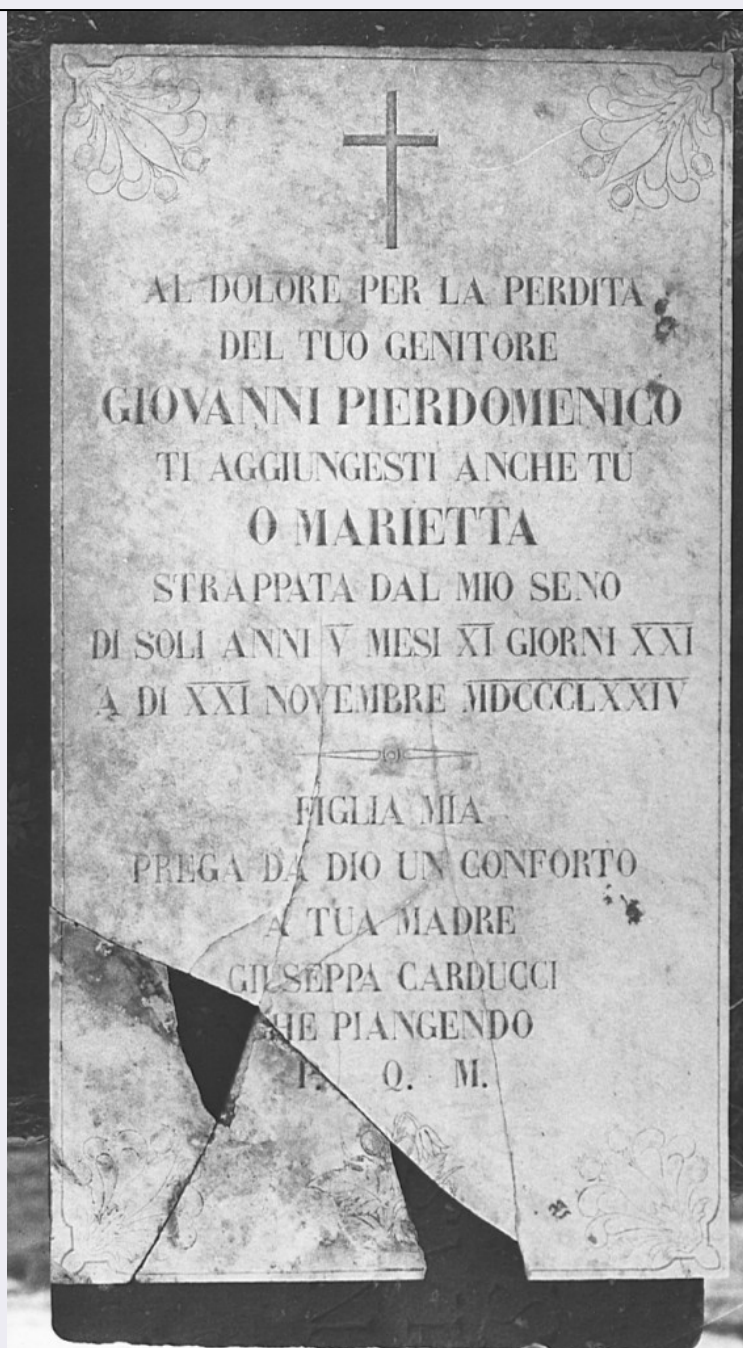 AL DOLORE PER LA PERDITA
DEL TUO GENITORE
GIOVANNI PIERDOMENICO
TI AGGIUNGESTI ANCHE TU
O MARIETTA
STRAPPATA DAL MIO SENO
DI SOLI ANNI V MESI XI GIORNI XXI
A DI XXI NOVEMBRE MDCCCLXXIV
FIGLIA MIA
PREGA DA DIO UN CONFORTO
A TUA MADRE
GIUSEPPA CARDUCCI
CHE PIANGENDO
P. Q. M.